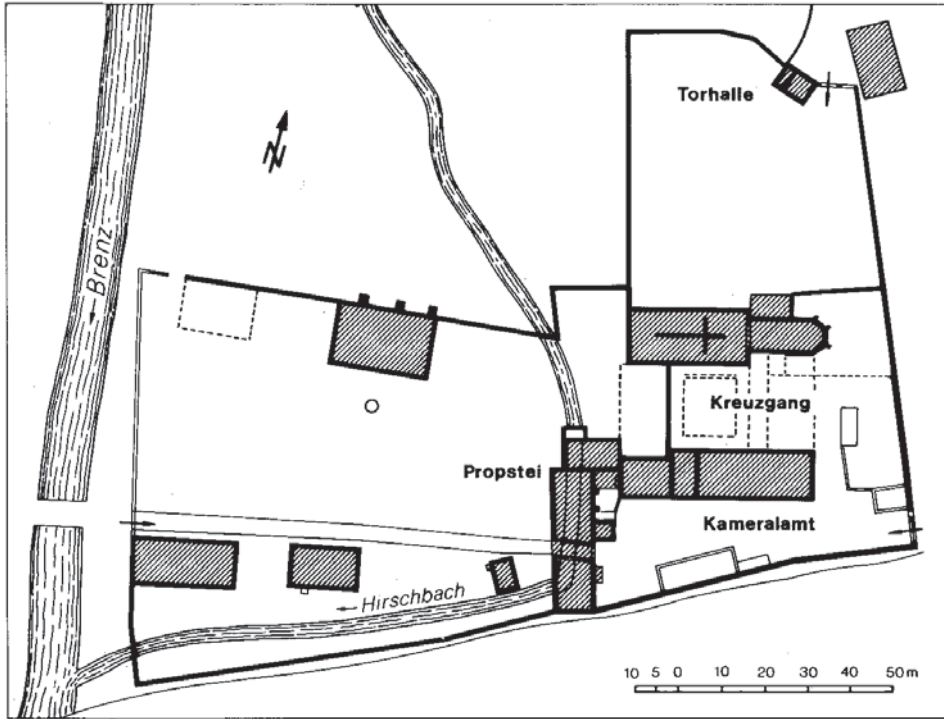 Torhalle
N
←Brenz
Kreuzgang
Propstei
Kameralamt
← Hirschbach
10 5 0 10 20 30 40 50 m